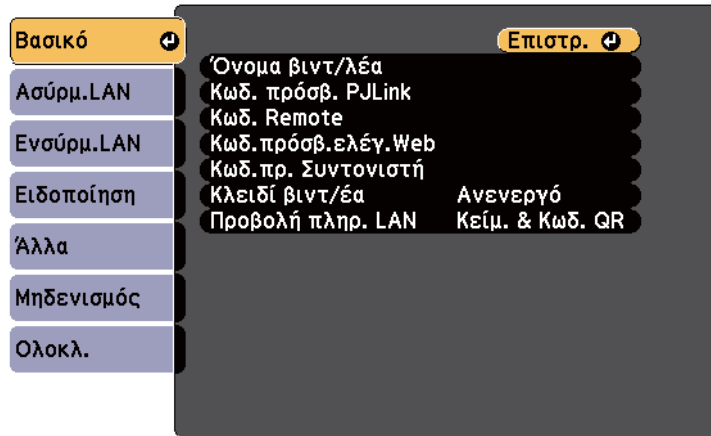 Βασικό
Ασύρμ.LAN
Ενσύρμ.LAN
Ειδοποίηση
Άλλα
Μηδενισμός
Ολοκλ.
Επιστρ.
Όνομα βιντ/λέα
Κωδ. πρόσβ. PJLink
Κωδ. Remote
Κωδ.πρόσβ.ελέγ.Web
Κωδ.πρ. Συντονιστή
Κλειδί βιντ/έα Ανενεργό
Προβολή πληρ. LAN Κείμ. & Κωδ. QR